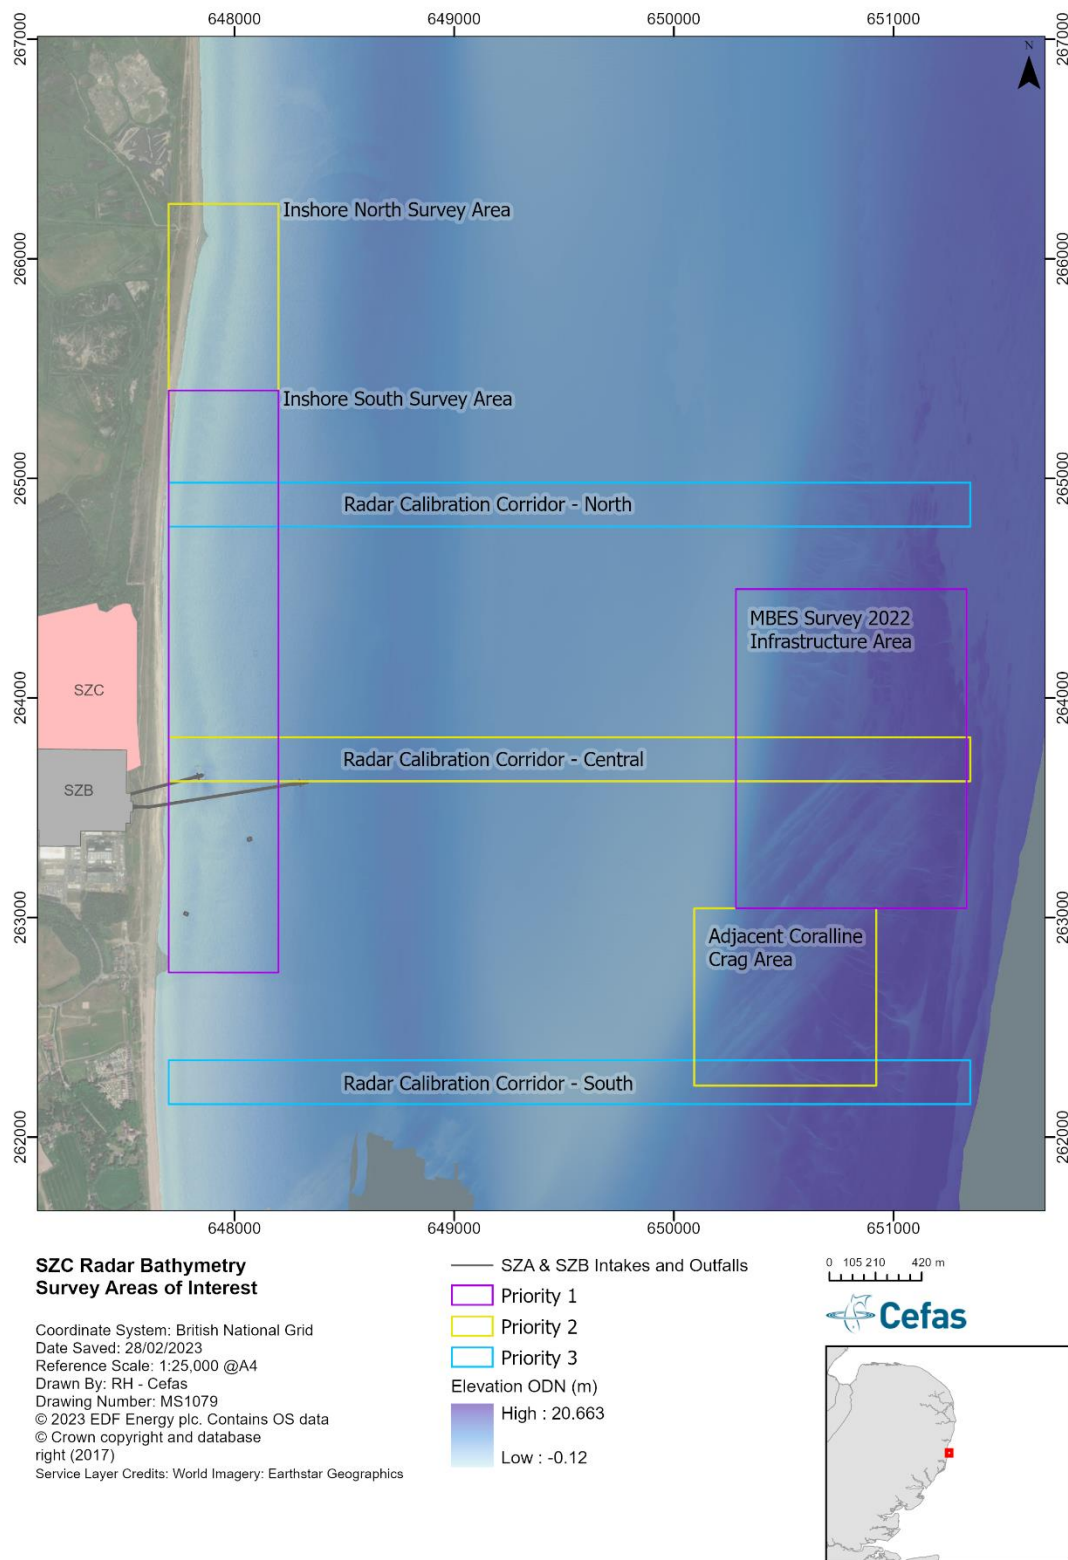 648000
649000
650000
651000
267000
267000
N
Inshore North Survey Area
266000
266000
Inshore South Survey Area
265000
265000
Radar Calibration Corridor - North
MBES Survey 2022
Infrastructure Area
SZC
264000
264000
Radar Calibration Corridor - Central
SZB
263000
263000
Adjacent Coralline
Crag Area
Radar Calibration Corridor - South
262000
262000
648000
649000
650000
651000
SZC Radar Bathymetry
Survey Areas of Interest
Coordinate System: British National Grid
Date Saved: 28/02/2023
Reference Scale: 1:25,000 @A4
Drawn By: RH - Cefas
Drawing Number: MS1079
© 2023 EDF Energy plc. Contains OS data
© Crown copyright and database
right (2017)
Service Layer Credits: World Imagery: Earthstar Geographics
SZA & SZB Intakes and Outfalls
Priority 1
Priority 2
Priority 3
Elevation ODN (m)
High : 20.663
Low : -0.12
0 105 210 420 m
Cefas